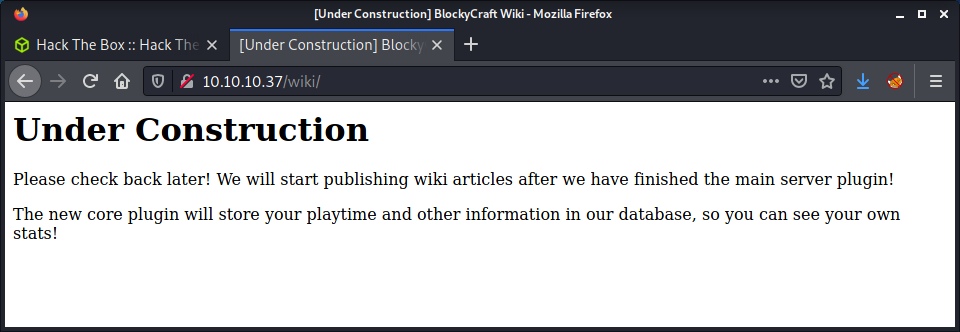 [Under Construction] BlockyCraft Wiki - Mozilla Firefox
Hack The Box :: Hack The
[Under Construction] Blocky
10.10.10.37/wiki/
Under Construction
Please check back later! We will start publishing wiki articles after we have finished the main server plugin!
The new core plugin will store your playtime and other information in our database, so you can see your own
stats!